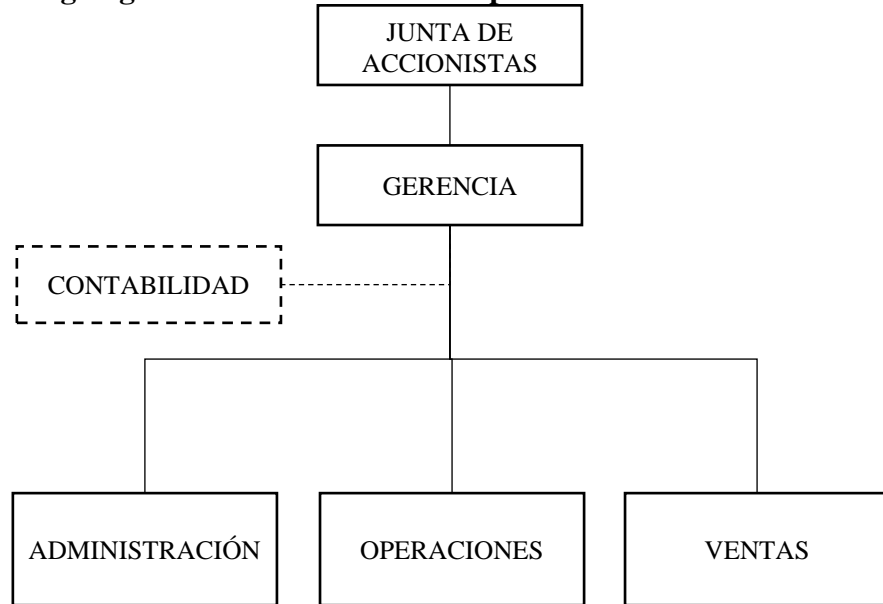 JUNTA DE
ACCIONISTAS
GERENCIA
CONTABILIDAD
ADMINISTRACIÓN
OPERACIONES
VENTAS